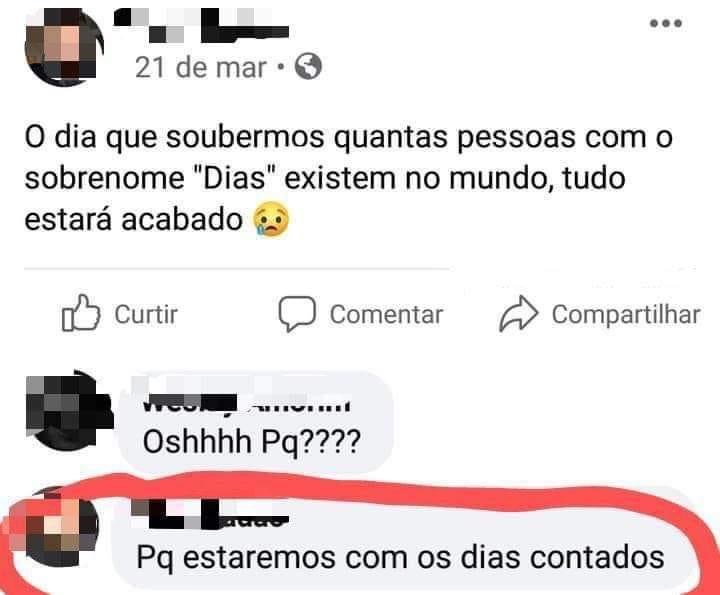 21 de mar •
O dia que soubermos quantas pessoas com o
sobrenome "Dias" existem no mundo, tudo
estará acabado 😢
Curtir
Comentar
Compartilhar
Oshhhh Pq????
Pq estaremos com os dias contados